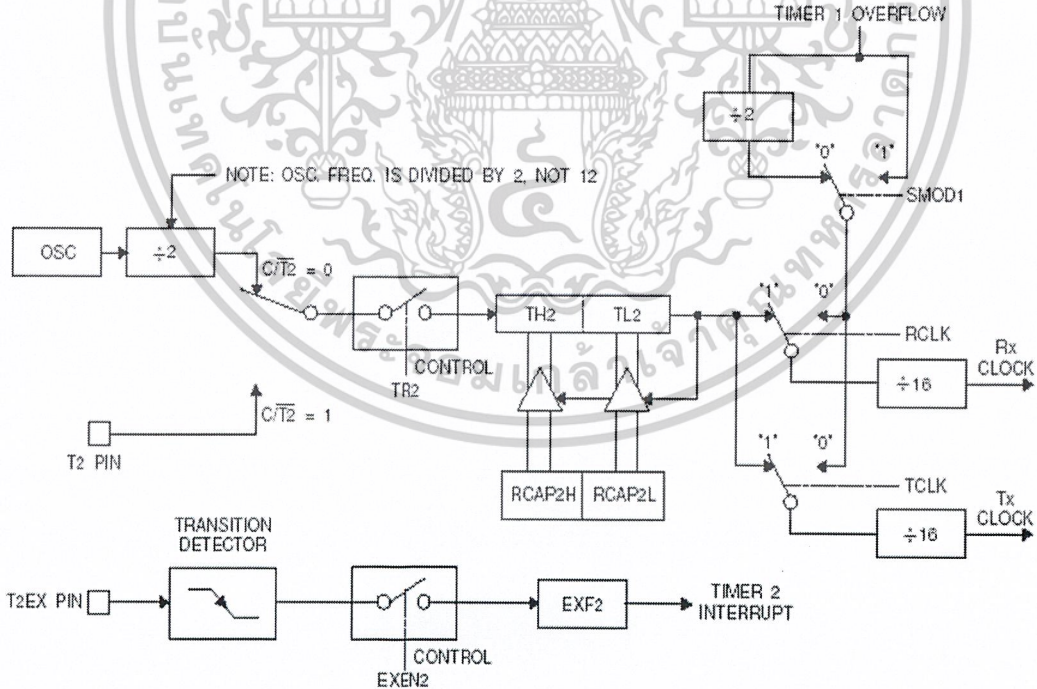 TIMER 1 OVERFLOW
÷2
"0"
"1"
NOTE: OSC. FREQ. IS DIVIDED BY 2, NOT 12
SMOD1
OSC
÷2
C/T2 = 0
TH2
TL2
"1"
"0"
RCLK
Rx
CLOCK
÷16
CONTROL
TR2
C/T2 = 1
T2 PIN
RCAP2H
RCAP2L
"1"
"0"
TCLK
Tx
CLOCK
÷16
TRANSITION
DETECTOR
T2EX PIN
EXF2
TIMER 2
INTERRUPT
CONTROL
EXEN2